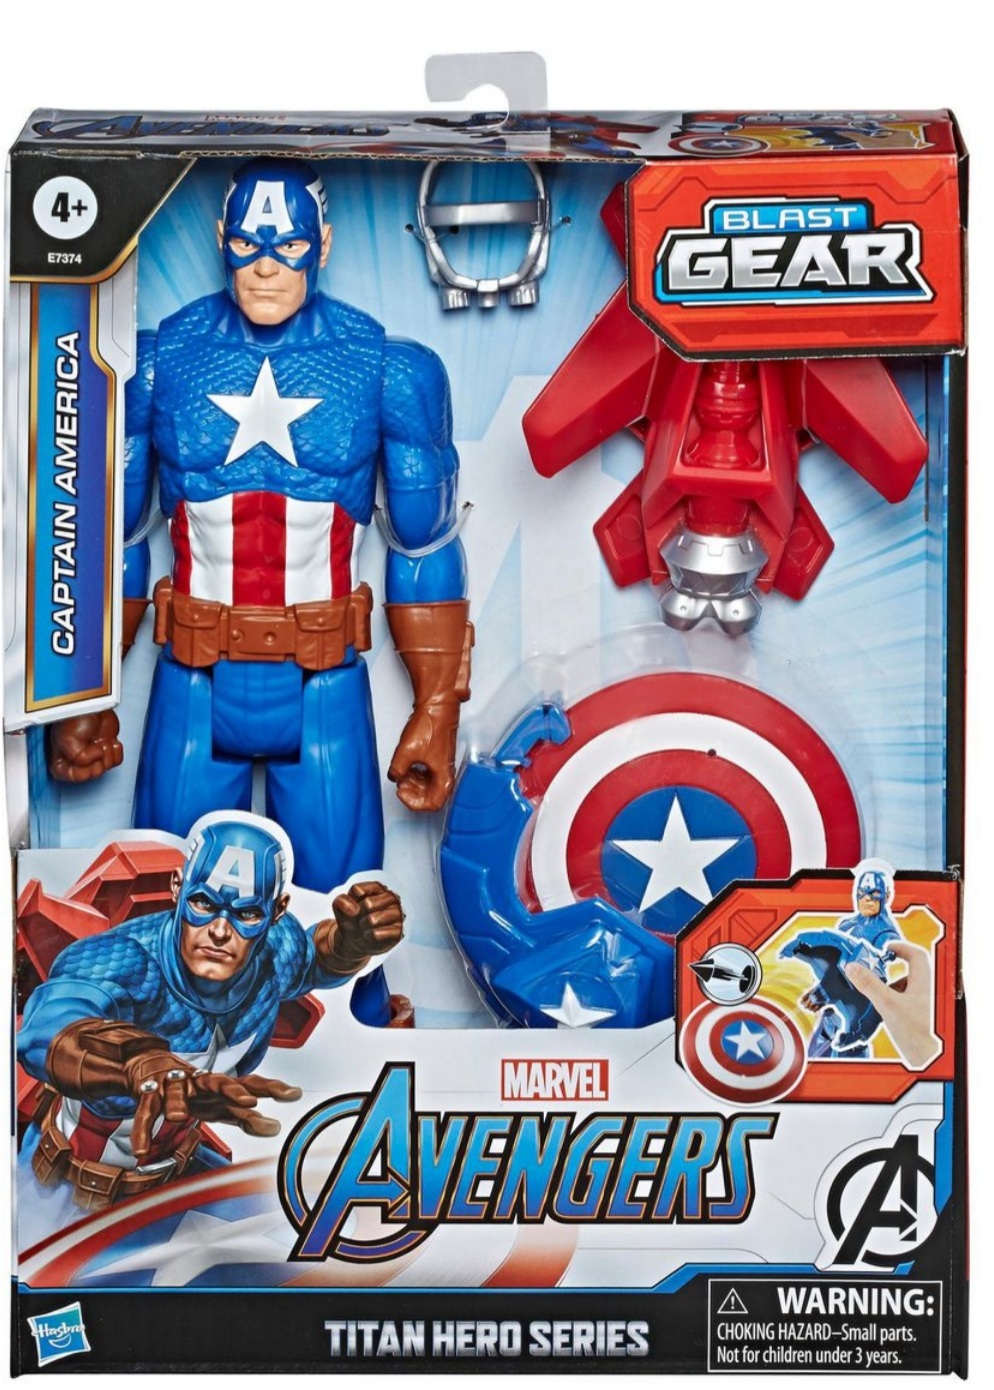 AVENGERS
4+
E7374
A
BLAST
GEAR
CAPTAIN AMERICA
A
MARVEL
AVENGERS
A
Hasbro
TITAN HERO SERIES
WARNING:
CHOKING HAZARD–Small parts.
Not for children under 3 years.